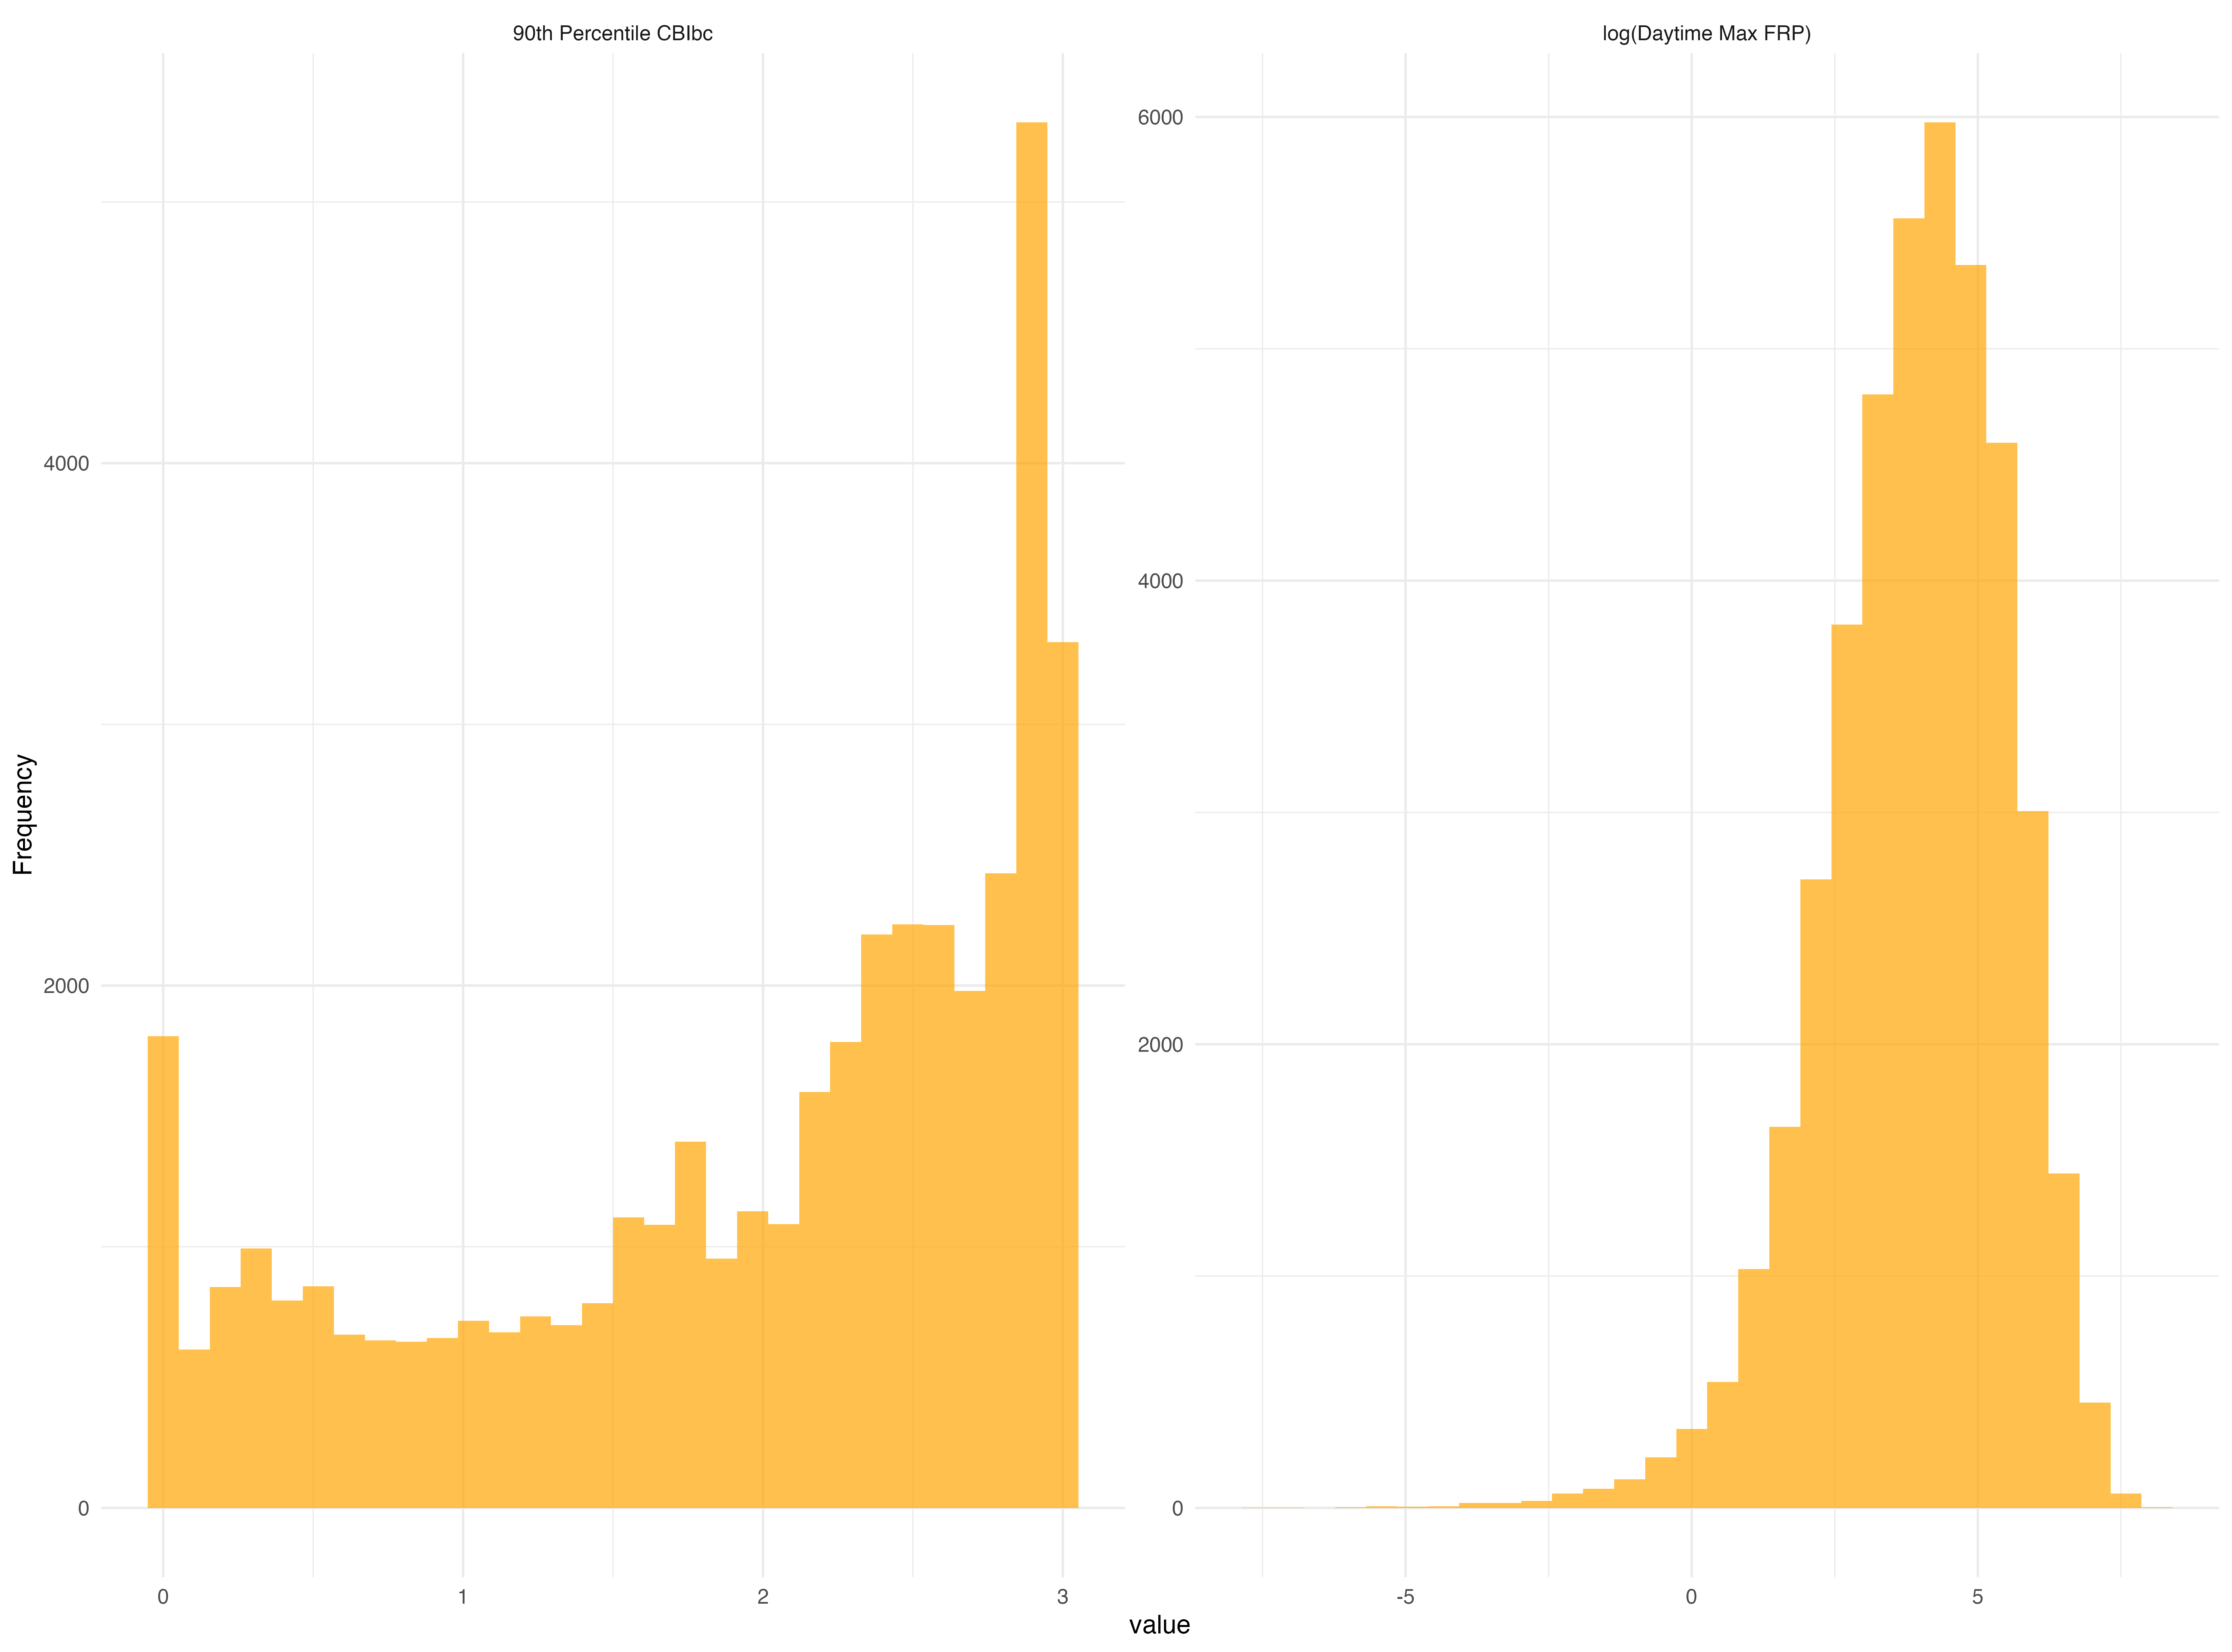 90th Percentile CBIbc
log(Daytime Max FRP)
Frequency
4000
2000
0
6000
4000
2000
0
0 1 2 3
-5 0 5
value